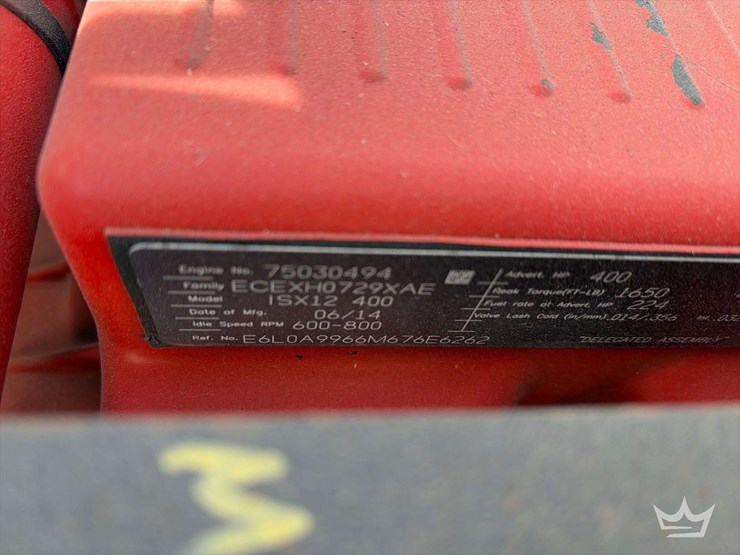 Engine No. 75030494
Family ECEXH0729XAE
Model ISX12 400
Date of Mfg. 06/14
Idle Speed RPM 600-800
Ref. No. E6L0A9966M676E6262
Advert. HP 400
Peak Torque(FT-LB) 1650
Fuel rate at Advert. HP 224
Valve Lash Cold (in/mm) .014/.356
"DELEGATED ASSEMBLY"
M